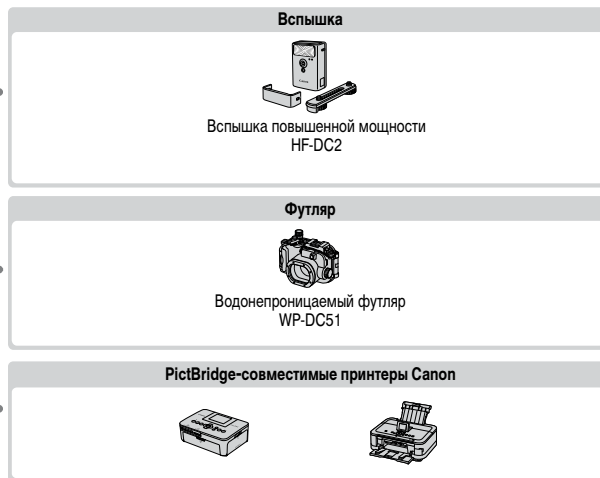 Вспышка
Вспышка повышенной мощности
HF-DC2
Футляр
Водонепроницаемый футляр
WP-DC51
PictBridge-совместимые принтеры Canon